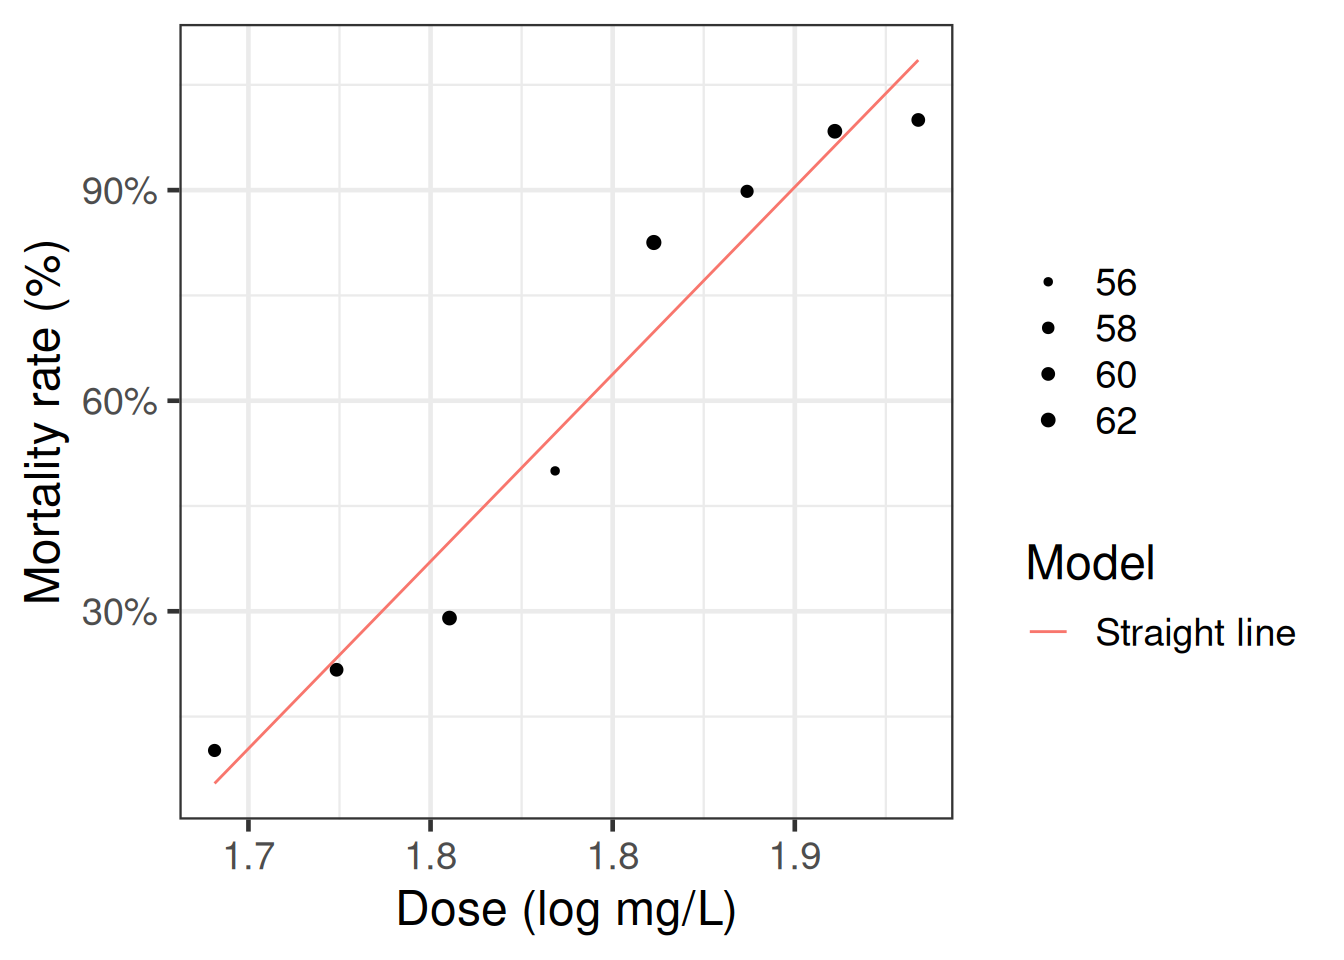 Mortality rate (%)
90%
60%
30%
1.7 1.8 1.8 1.9
Dose (log mg/L)
56
58
60
62
Model
Straight line